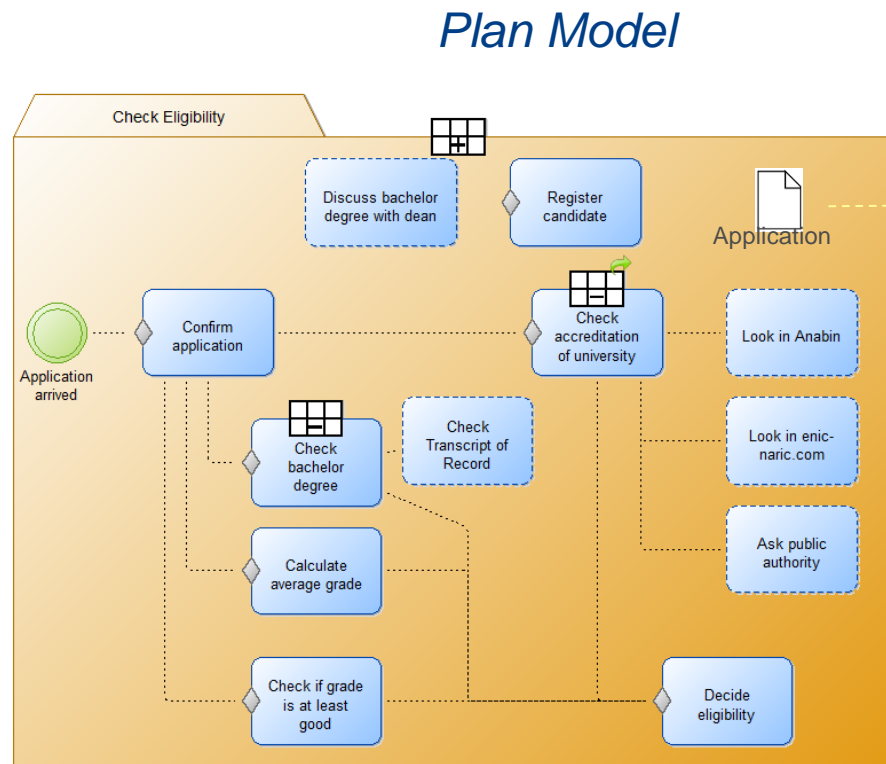 Plan Model
Check Eligibility
Discuss bachelor
degree with dean
Register
candidate
Application
Application
arrived
Confirm
application
Check
accreditation
of university
Look in Anabin
Check
bachelor
degree
Check
Transcript of
Record
Look in enic-
naric.com
Calculate
average grade
Ask public
authority
Check if grade
is at least
good
Decide
eligibility